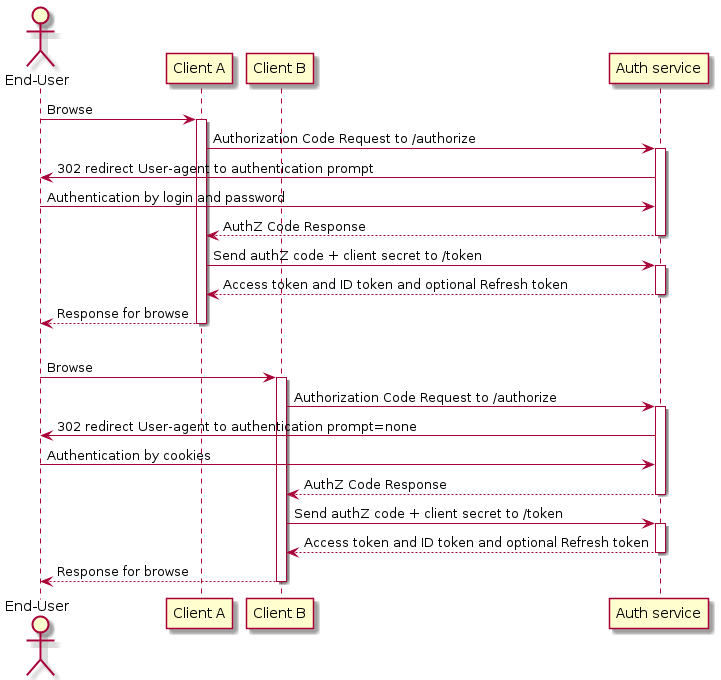 End-User
Client A
Client B
Auth service
Browse
Authorization Code Request to /authorize
302 redirect User-agent to authentication prompt
Authentication by login and password
AuthZ Code Response
Send authZ code + client secret to /token
Access token and ID token and optional Refresh token
Response for browse
Browse
Authorization Code Request to /authorize
302 redirect User-agent to authentication prompt=none
Authentication by cookies
AuthZ Code Response
Send authZ code + client secret to /token
Access token and ID token and optional Refresh token
Response for browse
End-User
Client A
Client B
Auth service